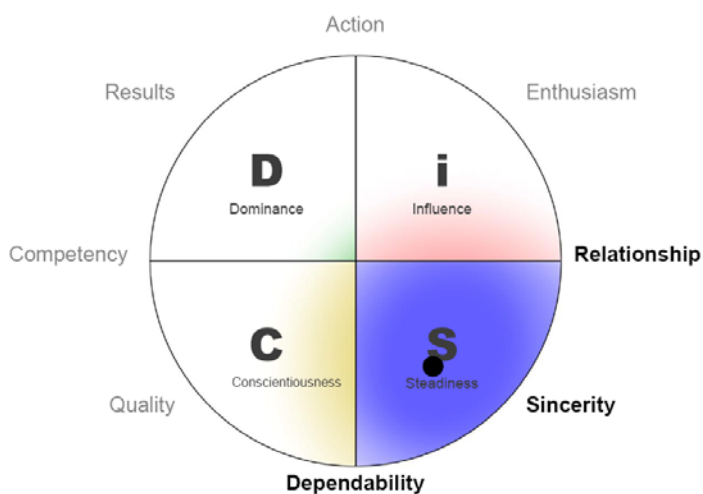 Action
Results
Enthusiasm
D
i
Dominance
Influence
Competency
Relationship
C
S
Conscientiousness
Steadiness
Quality
Sincerity
Dependability